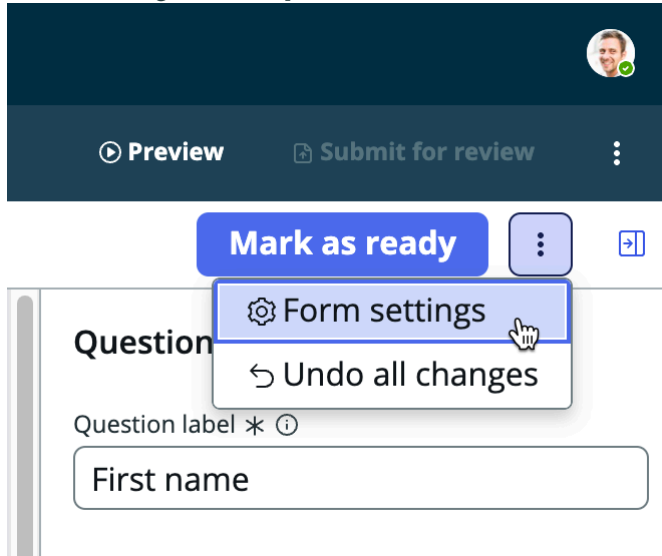 Preview Submit for review
Mark as ready
Form settings
Question
Undo all changes
Question label *
First name